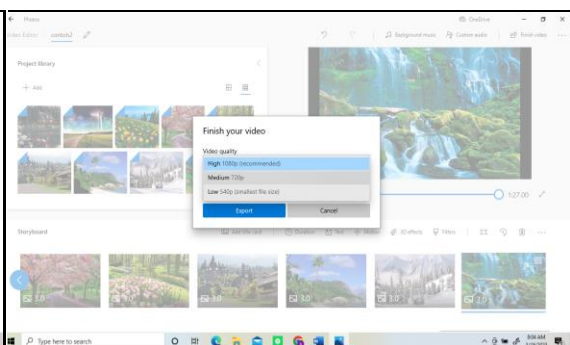 Photos
OneDrive
Video Editor
Background music
Custom audio
Finish video
Project library
Add
Finish your video
Video quality
High 1080p (recommended)
Medium 720p
Low 540p (smallest file size)
Export
Cancel
1:27.00
Storyboard
Add title card
Duration
Text
Motion
3D effects
Filters
3.0
3.0
3.0
3.0
3.0
3.0
Type here to search
8:04 AM